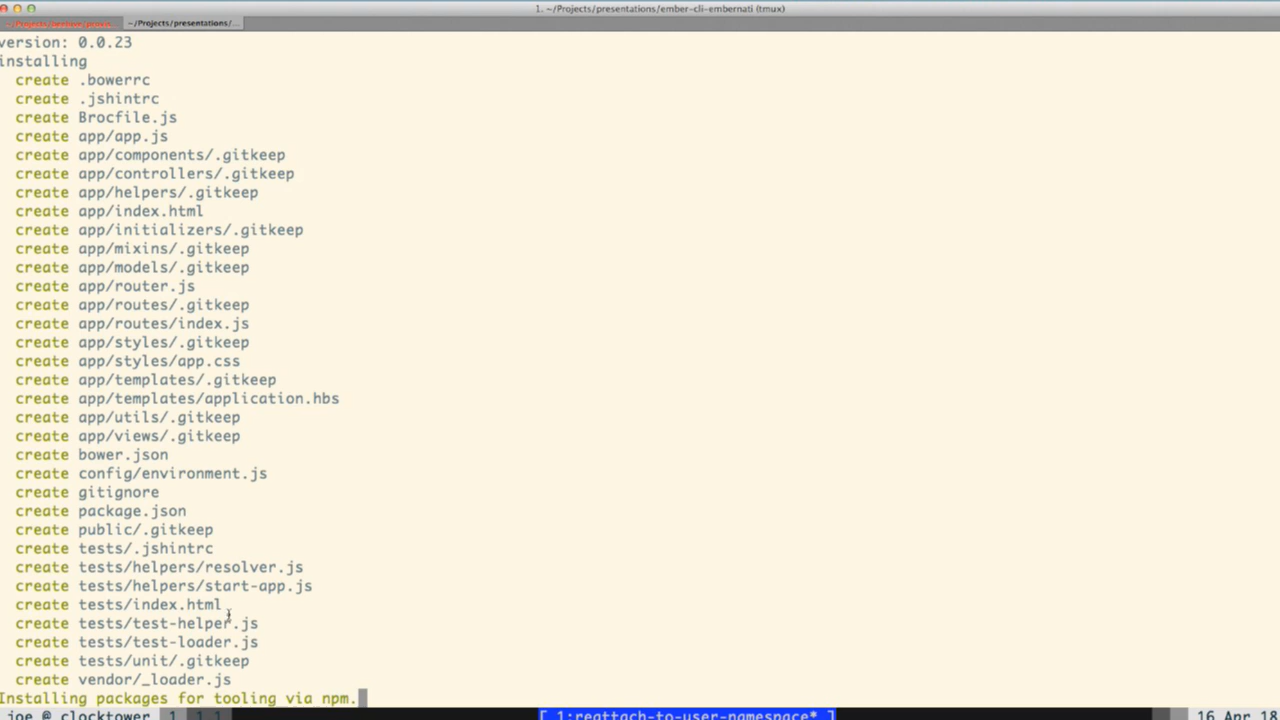 1. ~/Projects/presentations/ember-cli-embernati (tmux)
~/Projects/presentations/...
version: 0.0.23
installing
create .bowerrc
create .jshintrc
create Brocfile.js
create app/app.js
create app/components/.gitkeep
create app/controllers/.gitkeep
create app/helpers/.gitkeep
create app/index.html
create app/initializers/.gitkeep
create app/mixins/.gitkeep
create app/models/.gitkeep
create app/router.js
create app/routes/.gitkeep
create app/routes/index.js
create app/styles/.gitkeep
create app/styles/app.css
create app/templates/.gitkeep
create app/templates/application.hbs
create app/utils/.gitkeep
create app/views/.gitkeep
create bower.json
create config/environment.js
create gitignore
create package.json
create public/.gitkeep
create tests/.jshintrc
create tests/helpers/resolver.js
create tests/helpers/start-app.js
create tests/index.html
create tests/test-helper.js
create tests/test-loader.js
create tests/unit/.gitkeep
create vendor/_loader.js
Installing packages for tooling via npm.
joe @ clocktower 1 1 1 [ 1:reattach-to-user-namespace* ] 16 Apr 18